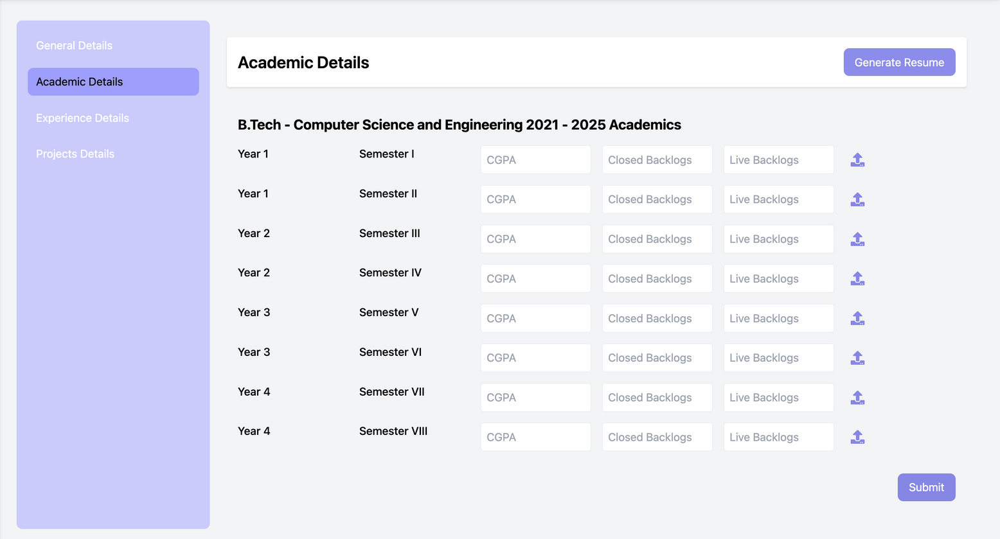 General Details
Academic Details
Experience Details
Projects Details
Academic Details
Generate Resume
B.Tech - Computer Science and Engineering 2021 - 2025 Academics
Year 1 Semester I CGPA Closed Backlogs Live Backlogs
Year 1 Semester II CGPA Closed Backlogs Live Backlogs
Year 2 Semester III CGPA Closed Backlogs Live Backlogs
Year 2 Semester IV CGPA Closed Backlogs Live Backlogs
Year 3 Semester V CGPA Closed Backlogs Live Backlogs
Year 3 Semester VI CGPA Closed Backlogs Live Backlogs
Year 4 Semester VII CGPA Closed Backlogs Live Backlogs
Year 4 Semester VIII CGPA Closed Backlogs Live Backlogs
Submit